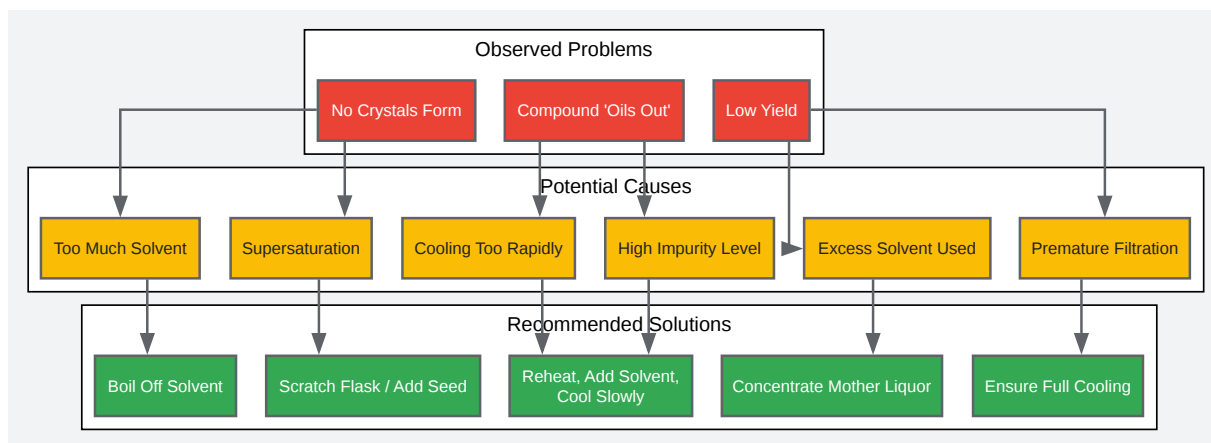 Observed Problems
No Crystals Form
Compound 'Oils Out'
Low Yield
Potential Causes
Too Much Solvent
Supersaturation
Cooling Too Rapidly
High Impurity Level
Excess Solvent Used
Premature Filtration
Recommended Solutions
Boil Off Solvent
Scratch Flask / Add Seed
Reheat, Add Solvent,
Cool Slowly
Concentrate Mother Liquor
Ensure Full Cooling